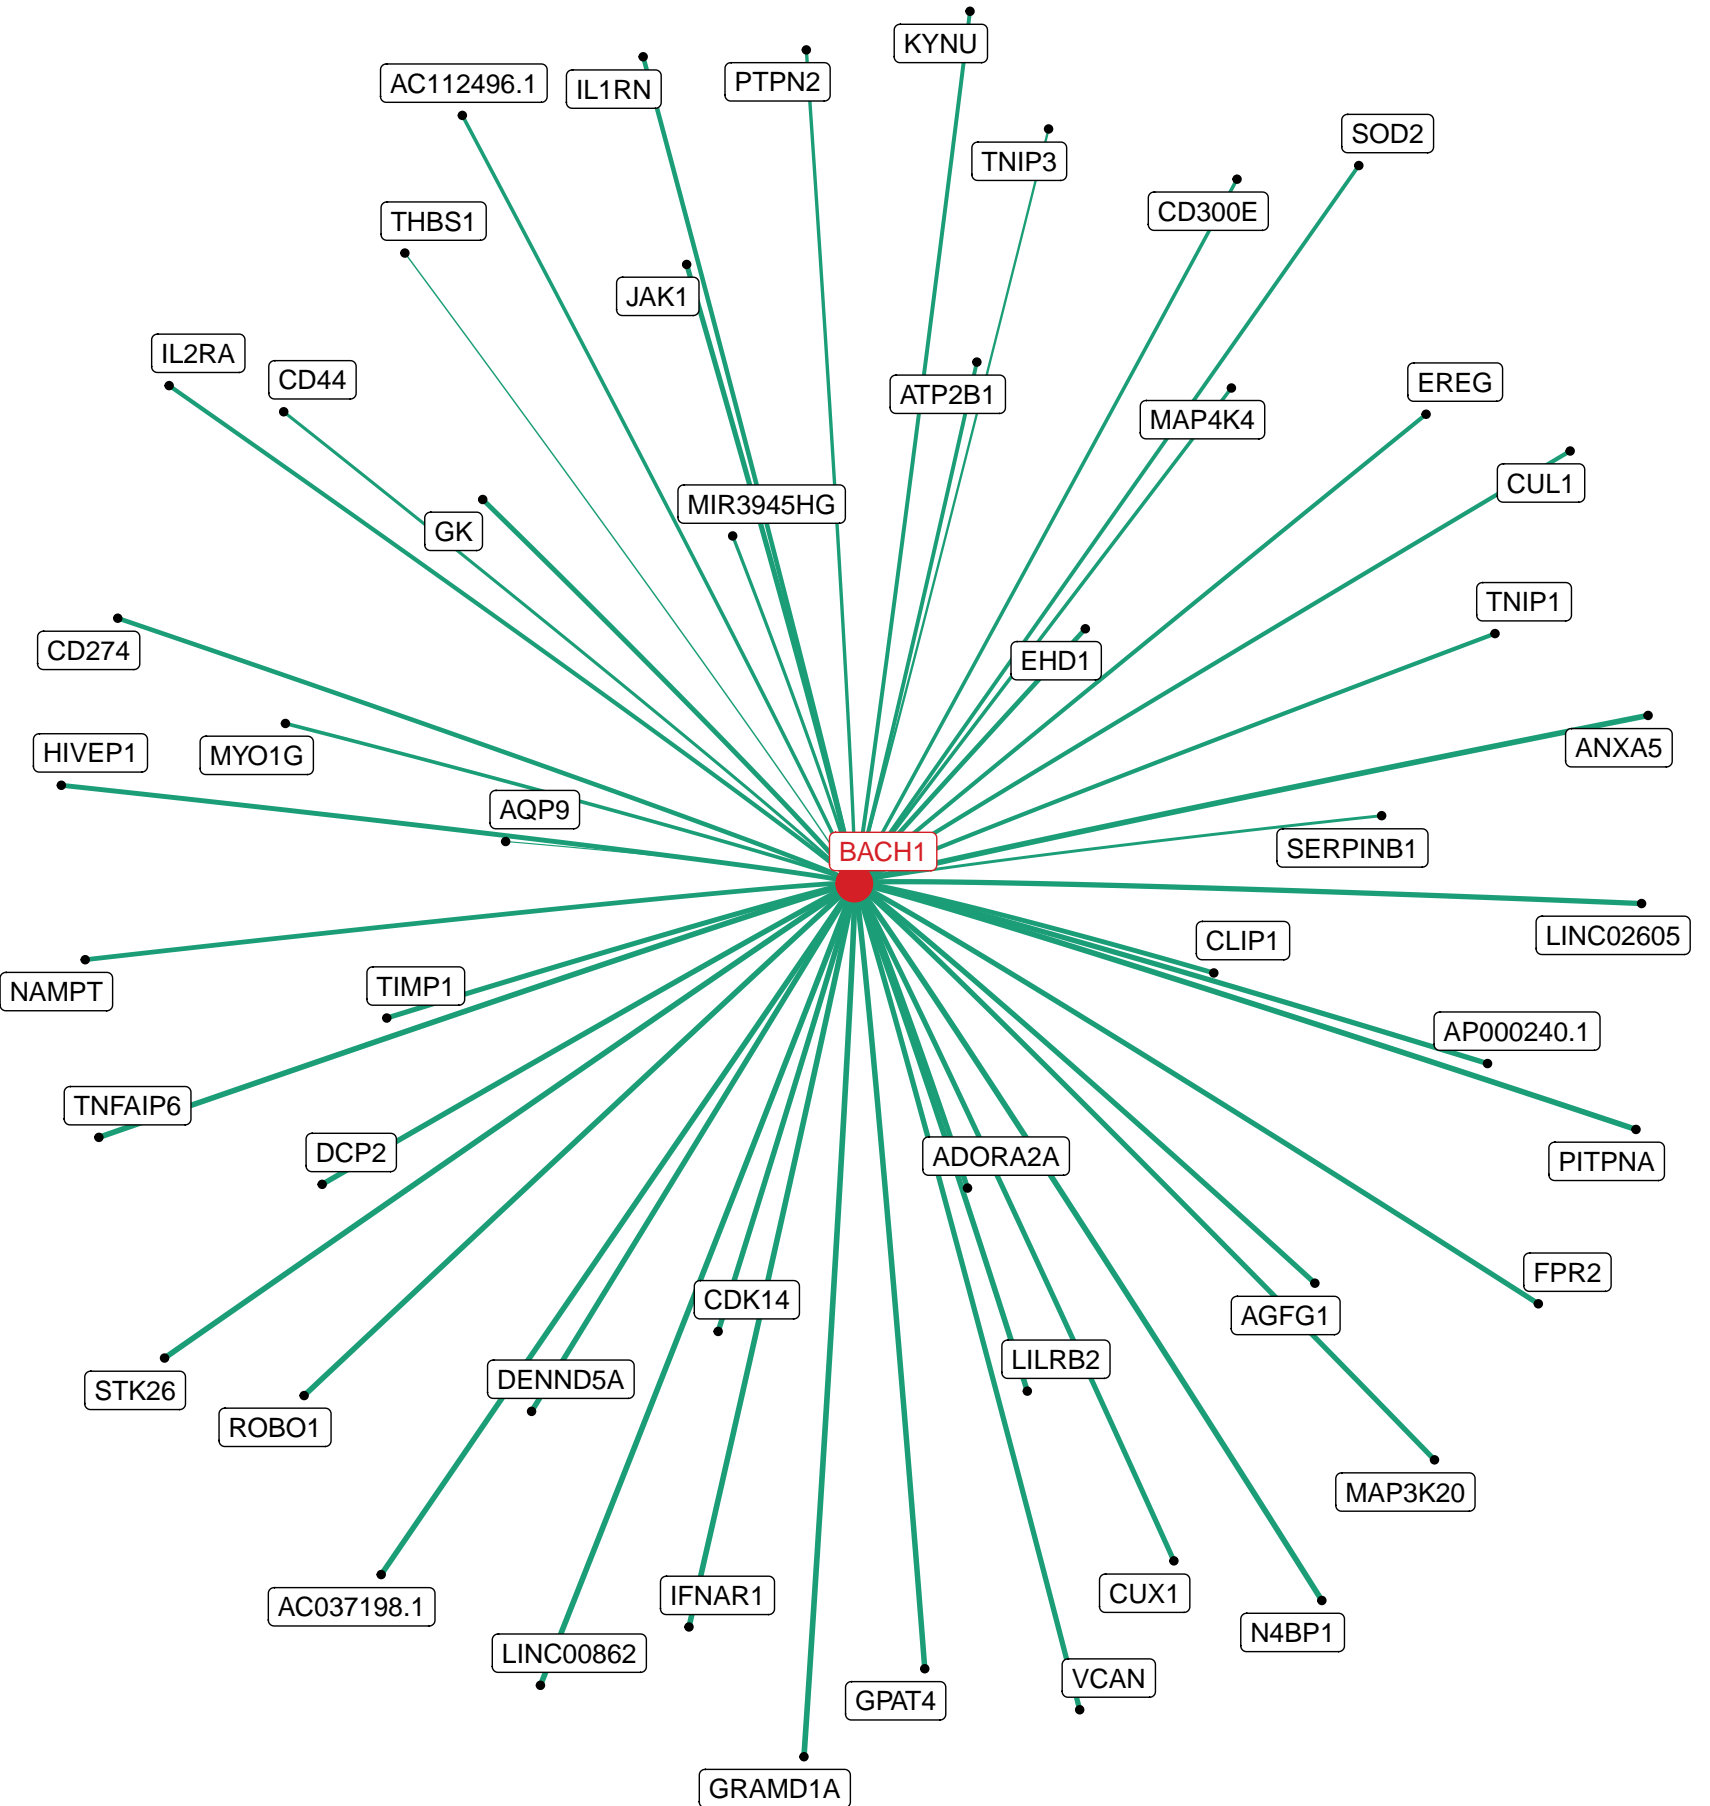 KYNU
AC112496.1
IL1RN
PTPN2
SOD2
TNIP3
CD300E
THBS1
JAK1
IL2RA
CD44
ATP2B1
EREG
MAP4K4
CUL1
MIR3945HG
GK
TNIP1
CD274
EHD1
HIVEP1
MYO1G
ANXA5
AQP9
BACH1
SERPINB1
LINC02605
CLIP1
NAMPT
TIMP1
AP000240.1
TNFAIP6
DCP2
ADORA2A
PITPNA
FPR2
CDK14
AGFG1
LILRB2
DENND5A
STK26
ROBO1
MAP3K20
AC037198.1
IFNAR1
CUX1
N4BP1
LINC00862
VCAN
GPAT4
GRAMD1A